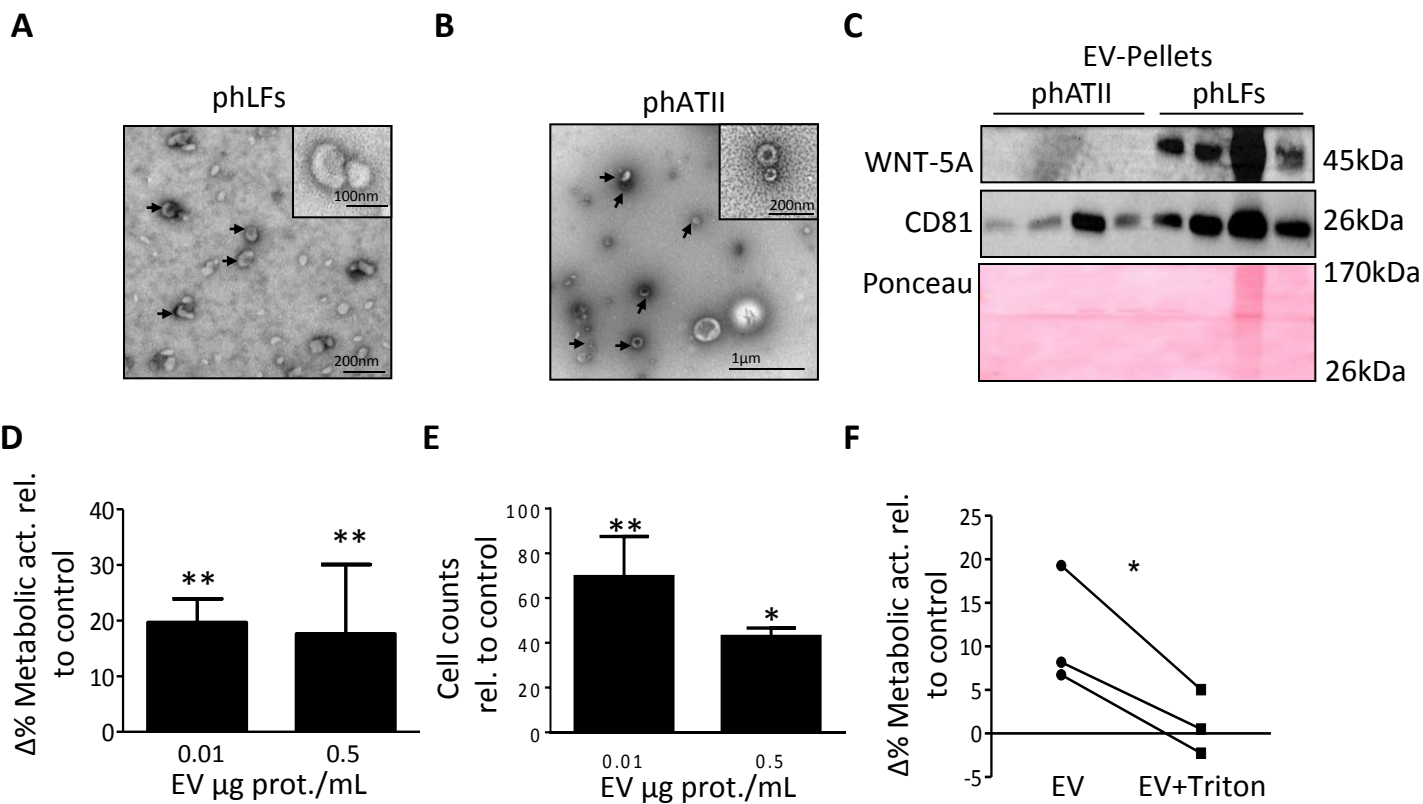 A
phLFs
100nm
200nm
B
phATII
200nm
1µm
C
EV-Pellets
phATII phLFs
WNT-5A 45kDa
CD81 26kDa
Ponceau 170kDa
26kDa
D
Δ% Metabolic act. rel.
to control
40
30
20
10
0
** **
0.01 0.5
EV µg prot./mL
E
Cell counts
rel. to control
100
80
60
40
20
0
** *
0.01 0.5
EV µg prot./mL
F
Δ% Metabolic act. rel.
to control
25
20
15
10
5
0
-5
*
EV EV+Triton